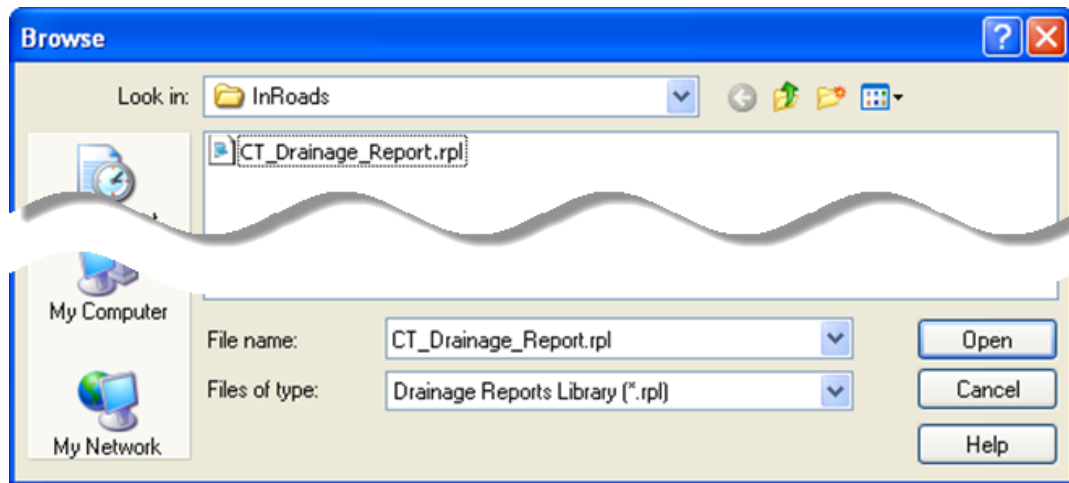 Browse
Look in: InRoads
CT_Drainage_Report.rpl
My Computer
File name: CT_Drainage_Report.rpl Open
Files of type: Drainage Reports Library (*.rpl) Cancel
My Network Help